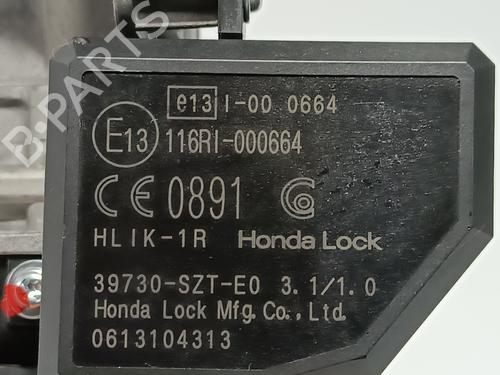 e13 I-00 0664
E13 116RI-000664
CE 0891
HLIK-1R Honda Lock
39730-SZT-E0 3.1/1.0
Honda Lock Mfg.Co.,Ltd.
0613104313
B-PARTS